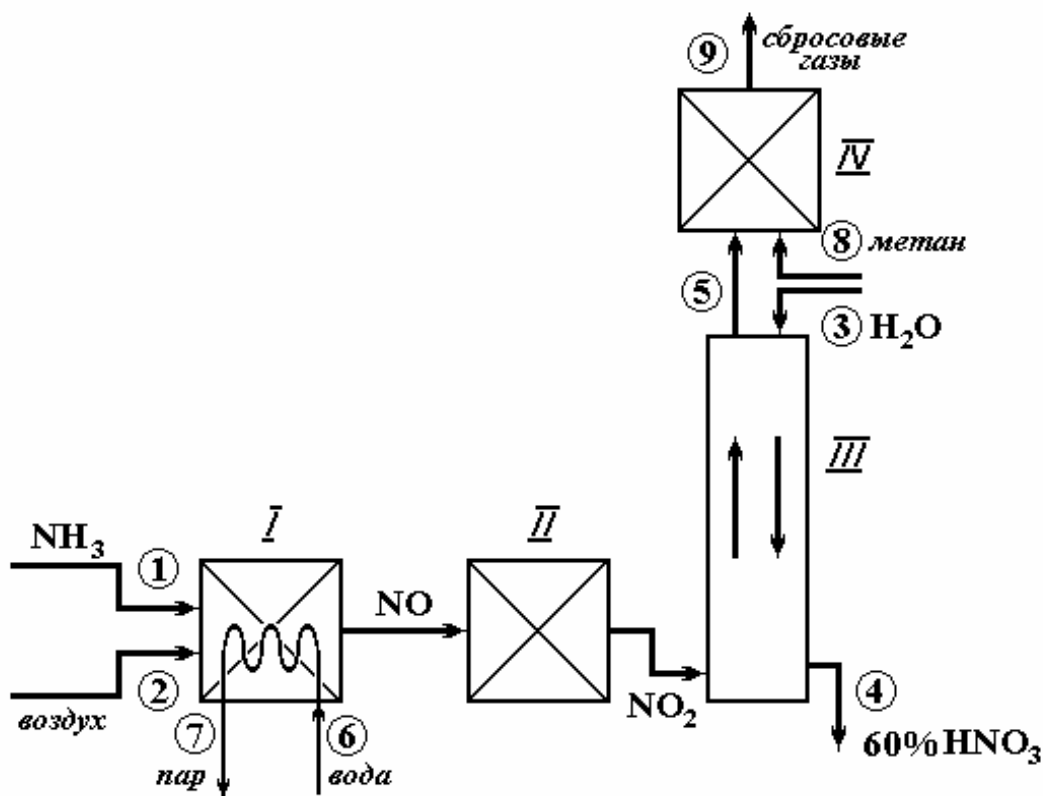 ⑨
сбросовые
газы
IV
⑧ метан
⑤
③ H₂O
III
I
II
NH₃
①
NO
②
воздух
NO₂
④
⑦
⑥
60% HNO₃
пар
вода